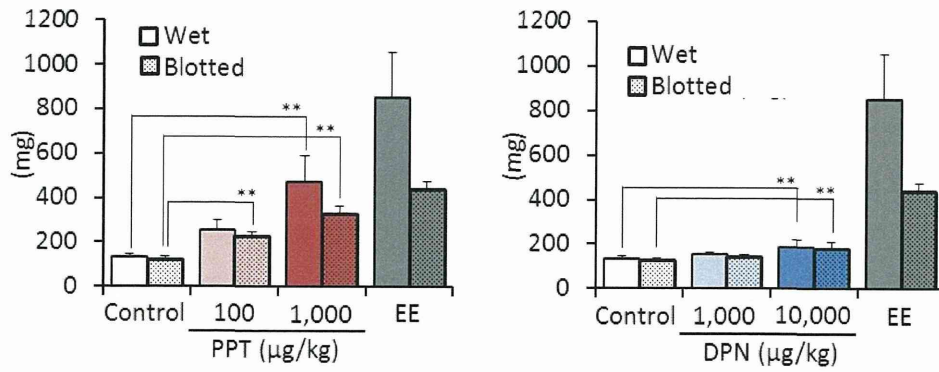 1200
1000
800
600
400
200
0
(mg)
Wet
Blotted
**
**
**
Control
100
1,000
EE
PPT (µg/kg)
1200
1000
800
600
400
200
0
(mg)
Wet
Blotted
**
**
Control
1,000
10,000
EE
DPN (µg/kg)